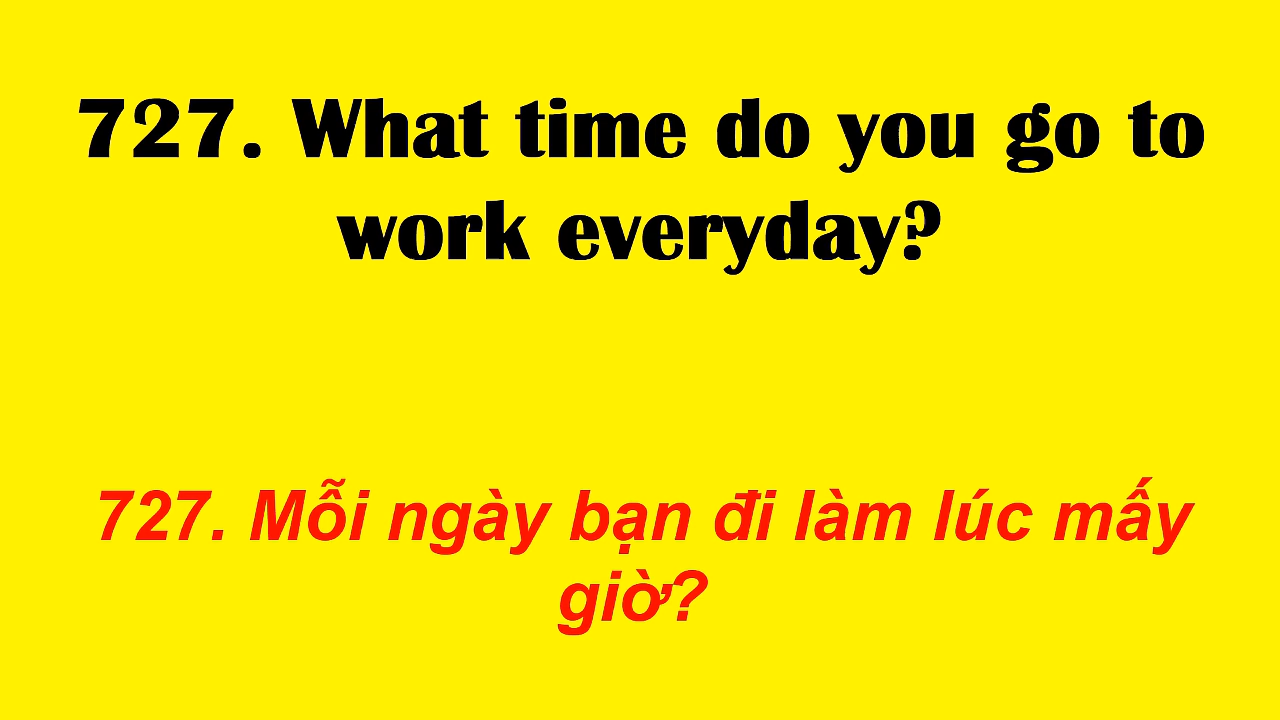 727. What time do you go to
work everyday?
727. Mỗi ngày bạn đi làm lúc mấy
giờ?